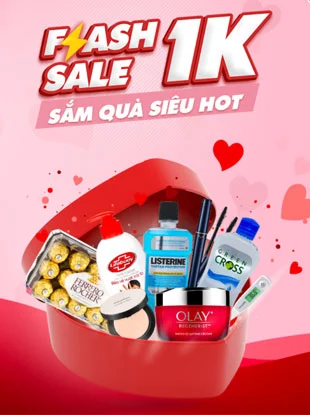 FLASH
SALE
1K
SẮM QUÀ SIÊU HOT
FERRERO
ROCHER
Lifebuoy
LISTERINE
GREEN
CROSS
OLAY
REGENERIST